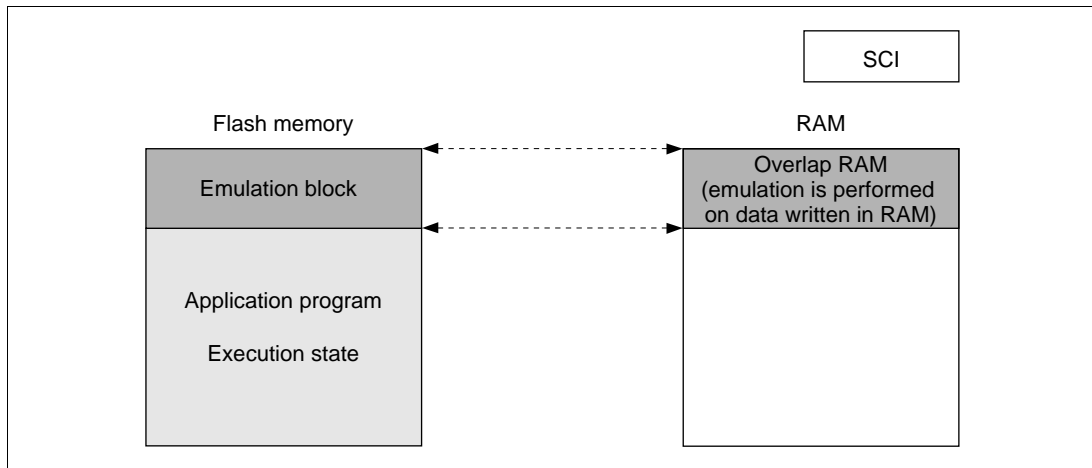 SCI
Flash memory
RAM
Emulation block
Overlap RAM
(emulation is performed
on data written in RAM)
Application program
Execution state